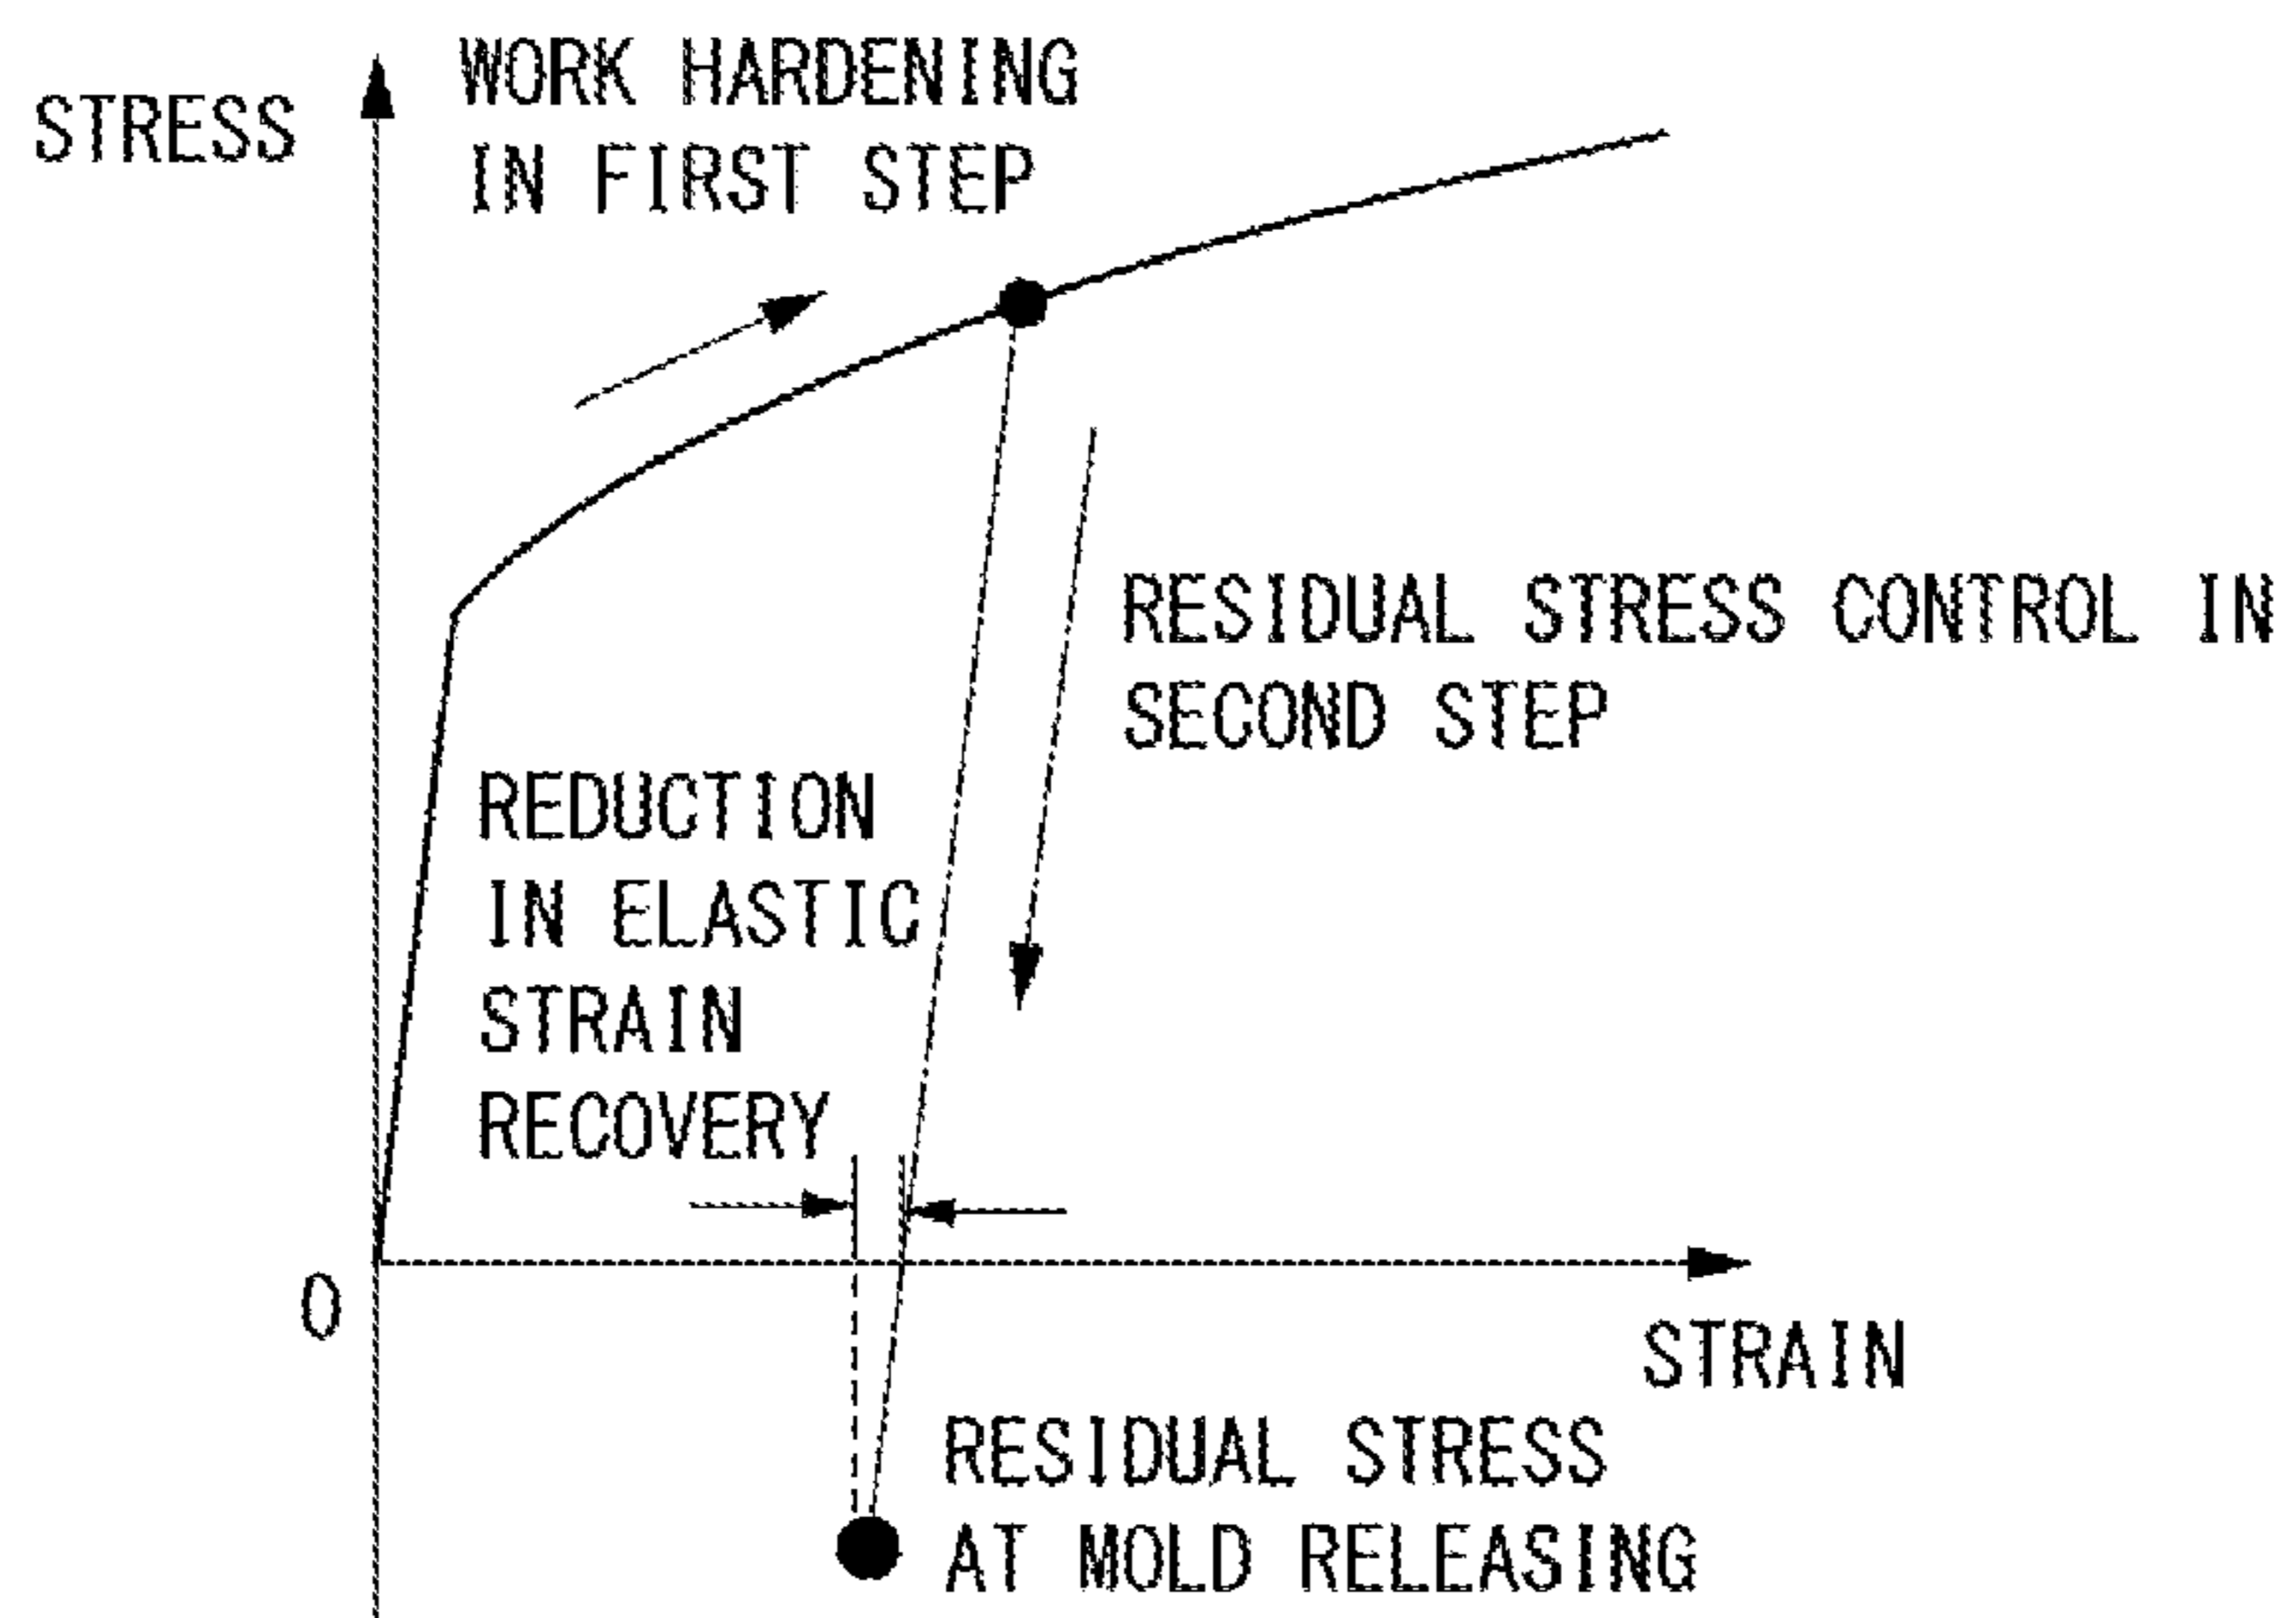 STRESS
WORK HARDENING
IN FIRST STEP
RESIDUAL STRESS CONTROL IN
SECOND STEP
REDUCTION
IN ELASTIC
STRAIN
RECOVERY
0
STRAIN
RESIDUAL STRESS
AT MOLD RELEASING